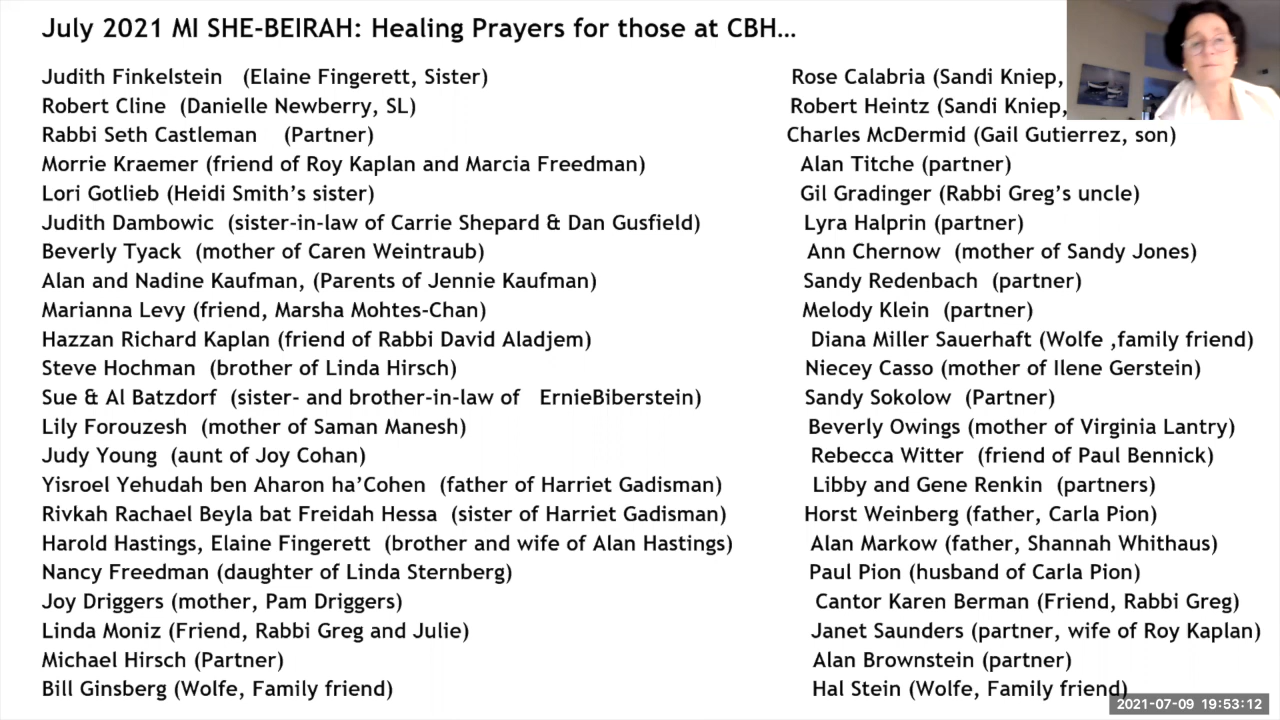 July 2021 MI SHE-BEIRAH: Healing Prayers for those at CBH…
Judith Finkelstein (Elaine Fingerett, Sister)
Robert Cline (Danielle Newberry, SL)
Rabbi Seth Castleman (Partner)
Morrie Kraemer (friend of Roy Kaplan and Marcia Freedman)
Lori Gotlieb (Heidi Smith’s sister)
Judith Dambowic (sister-in-law of Carrie Shepard & Dan Gusfield)
Beverly Tyack (mother of Caren Weintraub)
Alan and Nadine Kaufman, (Parents of Jennie Kaufman)
Marianna Levy (friend, Marsha Mohtes-Chan)
Hazzan Richard Kaplan (friend of Rabbi David Aladjem)
Steve Hochman (brother of Linda Hirsch)
Sue & Al Batzdorf (sister- and brother-in-law of ErnieBiberstein)
Lily Forouzesh (mother of Saman Manesh)
Judy Young (aunt of Joy Cohan)
Yisroel Yehudah ben Aharon ha’Cohen (father of Harriet Gadisman)
Rivkah Rachael Beyla bat Freidah Hessa (sister of Harriet Gadisman)
Harold Hastings, Elaine Fingerett (brother and wife of Alan Hastings)
Nancy Freedman (daughter of Linda Sternberg)
Joy Driggers (mother, Pam Driggers)
Linda Moniz (Friend, Rabbi Greg and Julie)
Michael Hirsch (Partner)
Bill Ginsberg (Wolfe, Family friend)
Rose Calabria (Sandi Kniep,
Robert Heintz (Sandi Kniep,
Charles McDermid (Gail Gutierrez, son)
Alan Titche (partner)
Gil Gradinger (Rabbi Greg’s uncle)
Lyra Halprin (partner)
Ann Chernow (mother of Sandy Jones)
Sandy Redenbach (partner)
Melody Klein (partner)
Diana Miller Sauerhaft (Wolfe ,family friend)
Niecey Casso (mother of Ilene Gerstein)
Sandy Sokolow (Partner)
Beverly Owings (mother of Virginia Lantry)
Rebecca Witter (friend of Paul Bennick)
Libby and Gene Renkin (partners)
Horst Weinberg (father, Carla Pion)
Alan Markow (father, Shannah Whithaus)
Paul Pion (husband of Carla Pion)
Cantor Karen Berman (Friend, Rabbi Greg)
Janet Saunders (partner, wife of Roy Kaplan)
Alan Brownstein (partner)
Hal Stein (Wolfe, Family friend)
2021-07-09 19:53:12